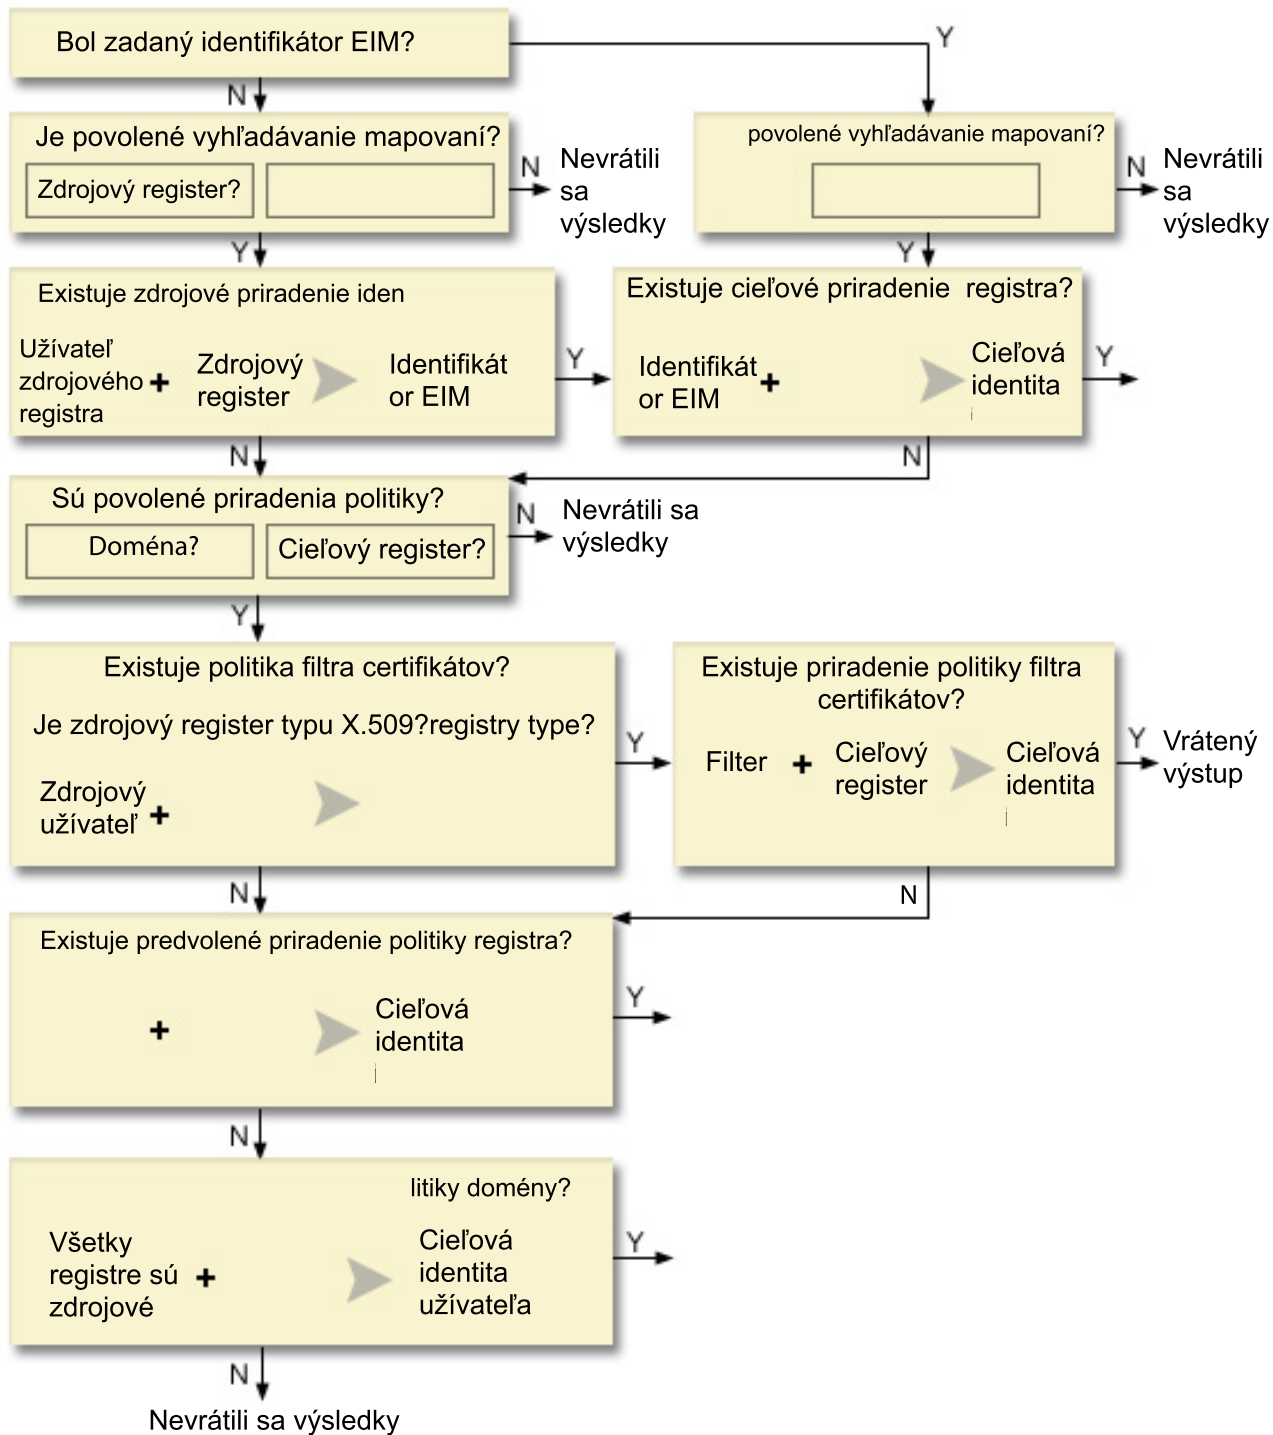 Bol zadaný identifikátor EIM?
Y
N
Je povolené vyhľadávanie mapovaní?
Zdrojový register?
N
Nevrátili
sa
výsledky
povolené vyhľadávanie mapovaní?
N
Nevrátili
sa
výsledky
Y
Y
Existuje zdrojové priradenie iden
Užívateľ
zdrojového
registra
+
Zdrojový
register
Identifikát
or EIM
Y
Existuje cieľové priradenie registra?
Identifikát
or EIM
+
Cieľová
identita
Y
N
N
Sú povolené priradenia politiky?
Doména?
Cieľový register?
N
Nevrátili sa
výsledky
Y
Existuje politika filtra certifikátov?
Je zdrojový register typu X.509?registry type?
Zdrojový
užívateľ
+
Y
Existuje priradenie politiky filtra
certifikátov?
Filter
+
Cieľový
register
Cieľová
identita
Y
Vrátený
výstup
N
N
Existuje predvolené priradenie politiky registra?
+
Cieľová
identita
Y
N
litiky domény?
Všetky
registre sú
zdrojové
+
Cieľová
identita
užívateľa
Y
N
Nevrátili sa výsledky